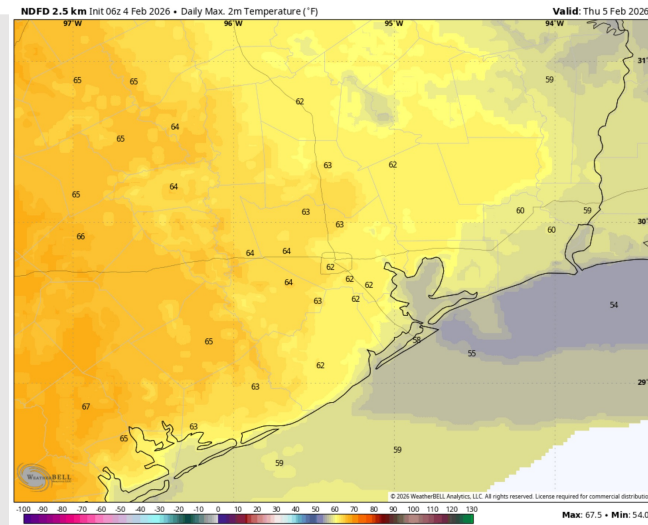 NDFD 2.5 km Init 06z 4 Feb 2026 • Daily Max. 2m Temperature (°F)
Valid: Thu 5 Feb 2026
97°W 96°W 95°W 94°W
31°
65 65 59
62
64
65
63 62
64
65
63 60 59
63 30°
66 60
64 64
62
64 62 62
63 62 54
58
65 55
62
29°
63
67
63
65
59
59
WEATHERBELL
© 2026 WeatherBELL Analytics, LLC. All rights reserved. License required for commercial distributio
-100 -90 -80 -70 -60 -50 -40 -30 -20 -10 0 10 20 30 40 50 60 70 80 90 100 110 120 130
Max: 67.5 • Min: 54.0